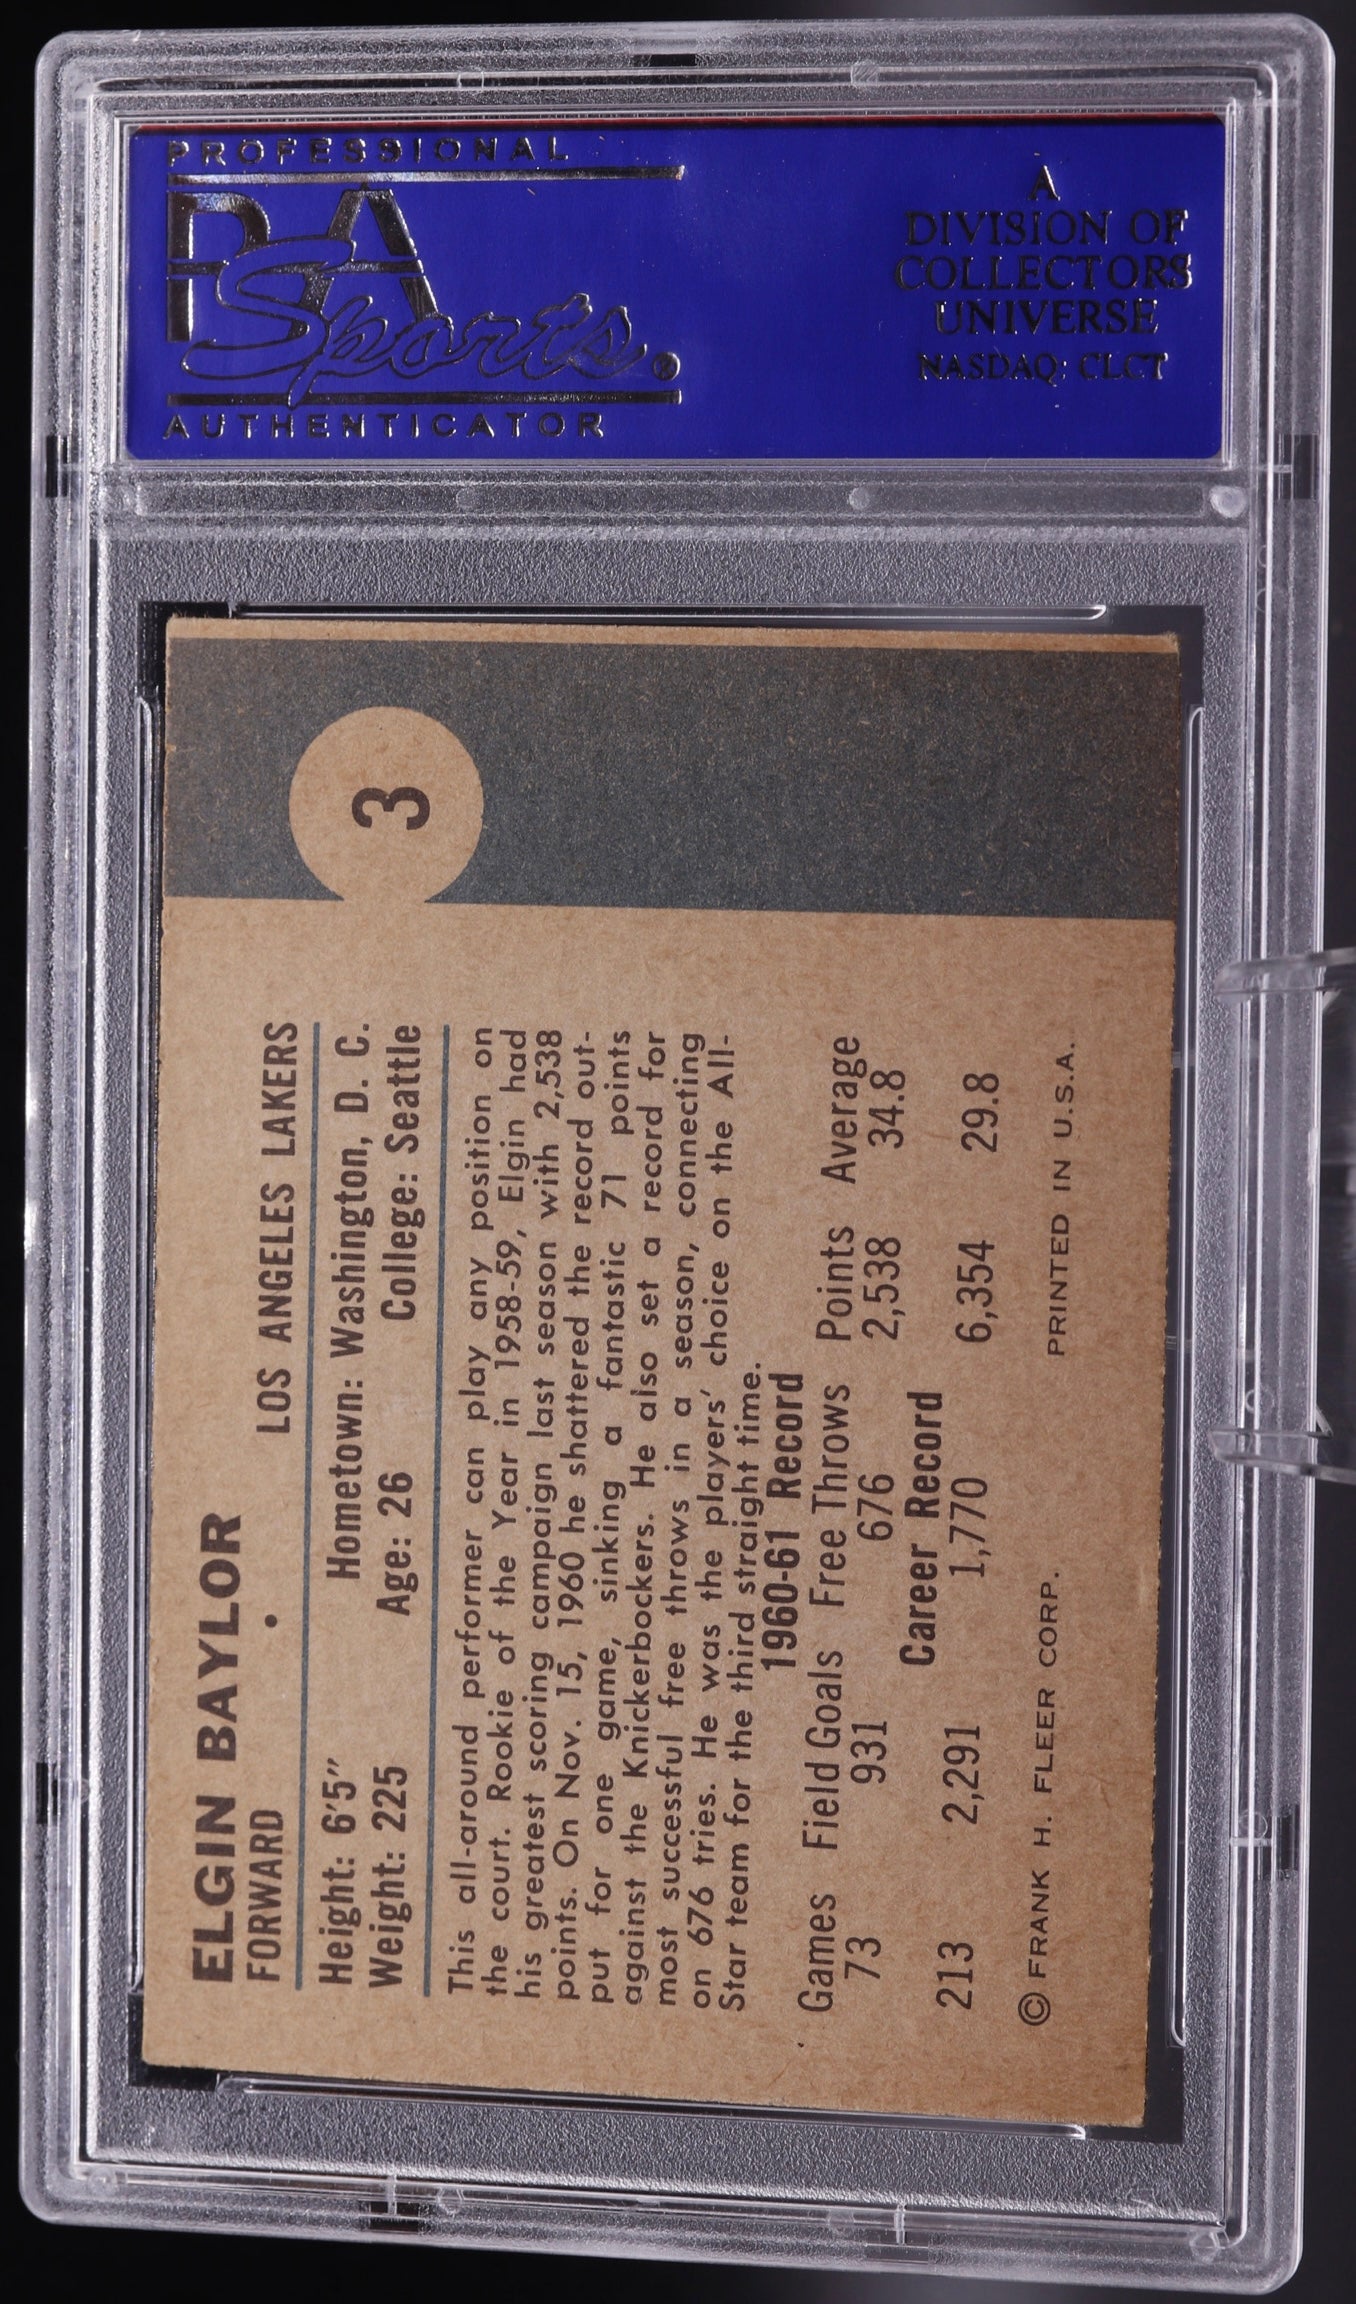 PROFESSIONAL
PSA
Sports®
AUTHENTICATOR
A
DIVISION OF
COLLECTORS
UNIVERSE
NASDAQ: CLCT
3
ELGIN BAYLOR
FORWARD • LOS ANGELES LAKERS
Height: 6'5" Hometown: Washington, D. C.
Weight: 225 Age: 26 College: Seattle
This all-around performer can play any position on
the court. Rookie of the Year in 1958-59, Elgin had
his greatest scoring campaign last season with 2,538
points. On Nov. 15, 1960 he shattered the record out-
put for one game, sinking a fantastic 71 points
against the Knickerbockers. He also set a record for
most successful free throws in a season, connecting
on 676 tries. He was the players' choice on the All-
Star team for the third straight time.
1960-61 Record
Games Field Goals Free Throws Points Average
73 931 676 2,538 34.8
Career Record
213 2,291 1,770 6,354 29.8
© FRANK H. FLEER CORP. PRINTED IN U.S.A.